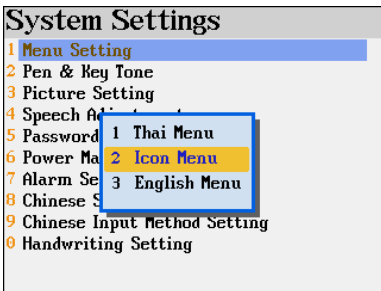 System Settings
1 Menu Setting
2 Pen & Key Tone
3 Picture Setting
4 Speech
5 Password
6 Power
7 Alarm
8 Chinese
9 Chinese Input Method Setting
0 Handwriting Setting
1 Thai Menu
2 Icon Menu
3 English Menu